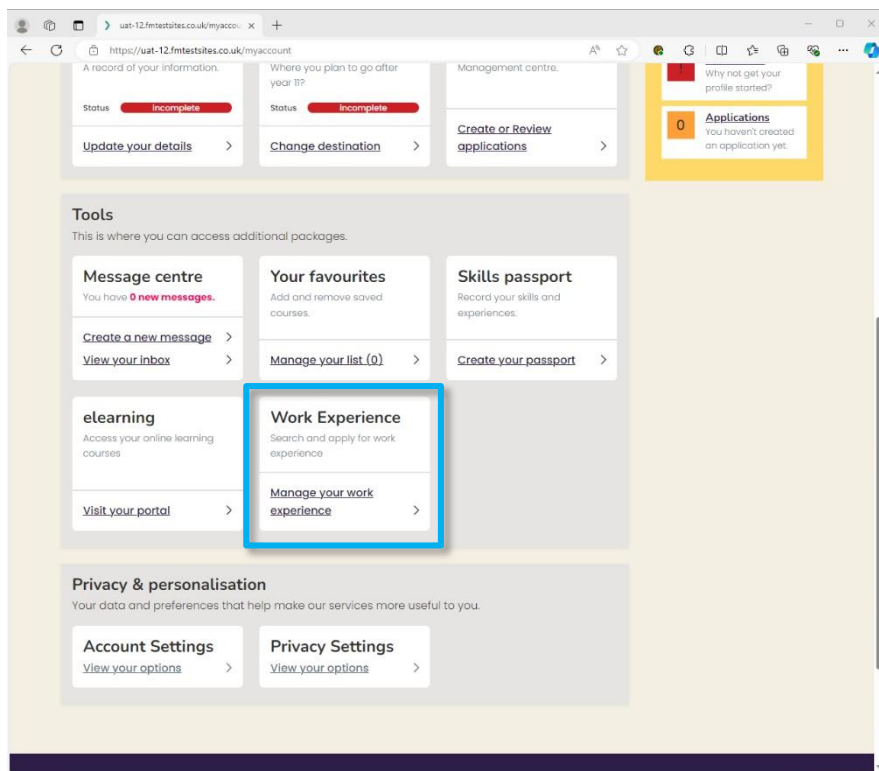 uat-12.fmtestsites.co.uk/myaccou
https://uat-12.fmtestsites.co.uk/myaccount
A record of your information.
Status incomplete
Update your details
Where you plan to go after
year 11?
Status incomplete
Change destination
Management centre.
Create or Review
applications
!
Why not get your
profile started?
0
Applications
You haven't created
an application yet.
Tools
This is where you can access additional packages.
Message centre
You have 0 new messages.
Create a new message
View your inbox
Your favourites
Add and remove saved
courses.
Manage your list (0)
Skills passport
Record your skills and
experiences.
Create your passport
elearning
Access your online learning
courses
Visit your portal
Work Experience
Search and apply for work
experience
Manage your work
experience
Privacy & personalisation
Your data and preferences that help make our services more useful to you.
Account Settings
View your options
Privacy Settings
View your options